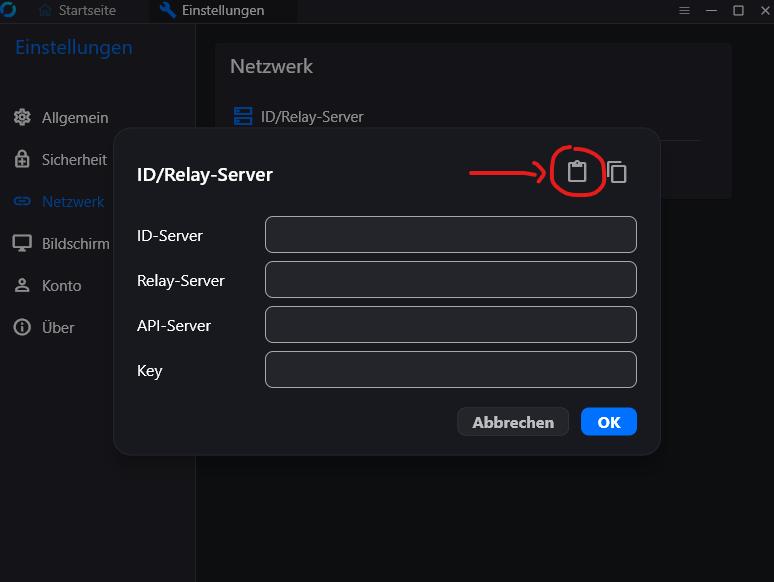 Startseite
Einstellungen
Einstellungen
Netzwerk
Allgemein
ID/Relay-Server
Sicherheit
Netzwerk
Bildschirm
Konto
Über
ID/Relay-Server
ID-Server
Relay-Server
API-Server
Key
Abbrechen
OK